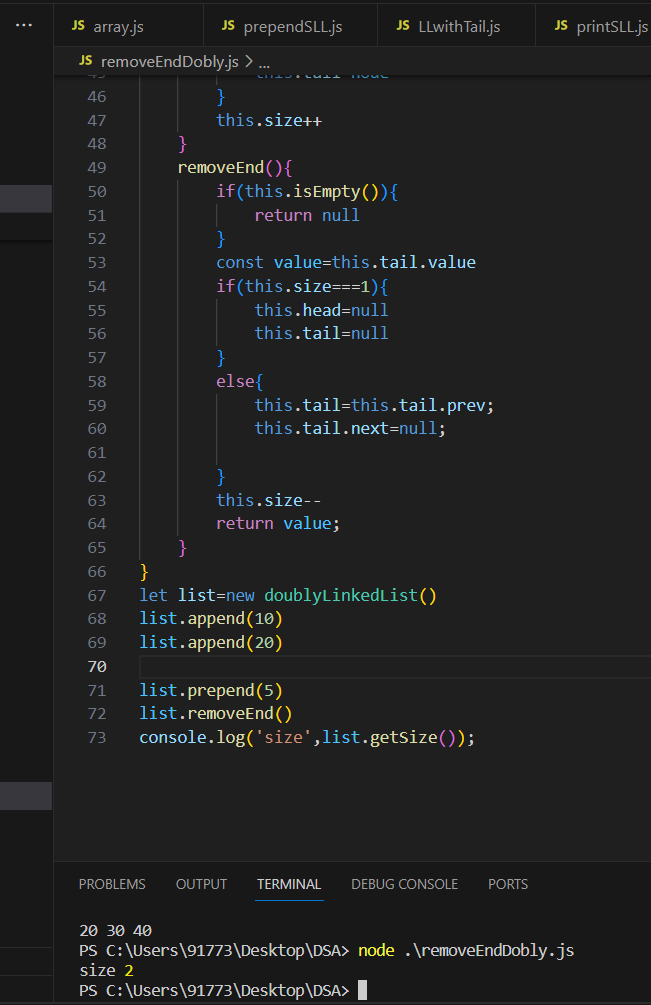 ...
JS array.js JS prependSLL.js JS LLwithTail.js JS printSLL.js
JS removeEndDobly.js > ...
46 }
47 this.size++
48 }
49 removeEnd(){
50 if(this.isEmpty()){
51 return null
52 }
53 const value=this.tail.value
54 if(this.size===1){
55 this.head=null
56 this.tail=null
57 }
58 else{
59 this.tail=this.tail.prev;
60 this.tail.next=null;
61
62 }
63 this.size--
64 return value;
65 }
66 }
67 let list=new doublyLinkedList()
68 list.append(10)
69 list.append(20)
70
71 list.prepend(5)
72 list.removeEnd()
73 console.log('size',list.getSize());
PROBLEMS OUTPUT TERMINAL DEBUG CONSOLE PORTS
20 30 40
PS C:\Users\91773\Desktop\DSA> node .\removeEndDobly.js
size 2
PS C:\Users\91773\Desktop\DSA>